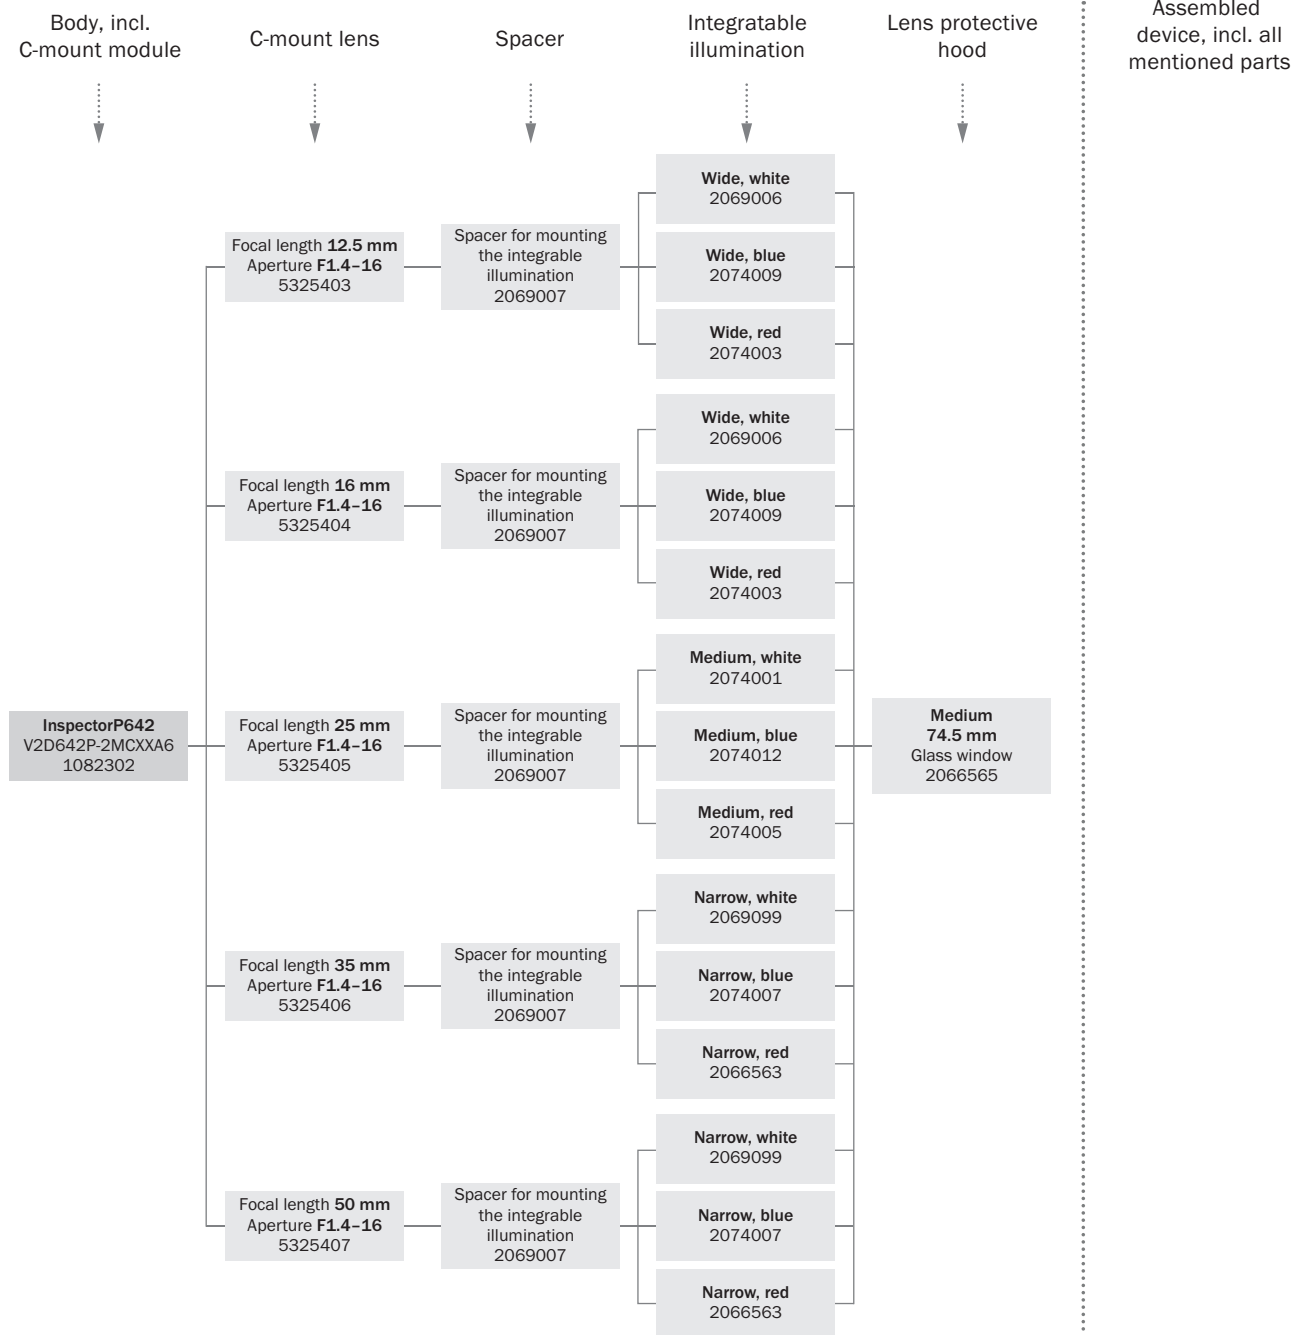 Body, incl.
C-mount module
C-mount lens
Spacer
Integratable
illumination
Lens protective
hood
Assembled
device, incl. all
mentioned parts
InspectorP642
V2D642P-2MCXXA6
1082302
Focal length 12.5 mm
Aperture F1.4–16
5325403
Spacer for mounting
the integrable
illumination
2069007
Wide, white
2069006
Wide, blue
2074009
Wide, red
2074003
Focal length 16 mm
Aperture F1.4–16
5325404
Spacer for mounting
the integrable
illumination
2069007
Wide, white
2069006
Wide, blue
2074009
Wide, red
2074003
Focal length 25 mm
Aperture F1.4–16
5325405
Spacer for mounting
the integrable
illumination
2069007
Medium, white
2074001
Medium, blue
2074012
Medium, red
2074005
Focal length 35 mm
Aperture F1.4–16
5325406
Spacer for mounting
the integrable
illumination
2069007
Narrow, white
2069099
Narrow, blue
2074007
Narrow, red
2066563
Focal length 50 mm
Aperture F1.4–16
5325407
Spacer for mounting
the integrable
illumination
2069007
Narrow, white
2069099
Narrow, blue
2074007
Narrow, red
2066563
Medium
74.5 mm
Glass window
2066565